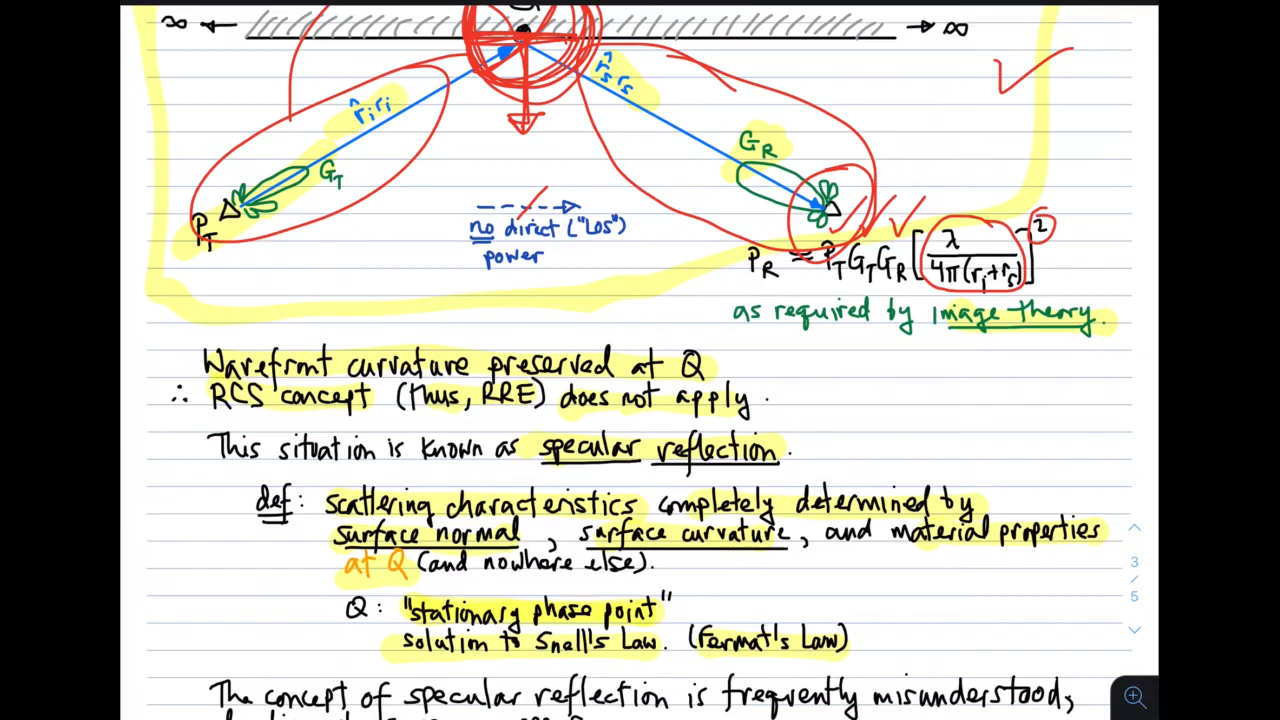 ∞ ← → ∞
r̂ᵢrᵢ
r̂ₛrₛ
G_T
G_R
P_T
no direct ("LOS")
power
P_R = P_T G_T G_R [λ / 4π(rᵢ+rₛ)]²
as required by image theory.
Wavefront curvature preserved at Q
∴ RCS concept (thus, RRE) does not apply.
This situation is known as specular reflection.
def: scattering characteristics completely determined by
surface normal, surface curvature, and material properties
at Q (and nowhere else).
Q: "stationary phase point"
solution to Snell's Law. (Fermat's Law)
3
/
5
The concept of specular reflection is frequently misunderstood,